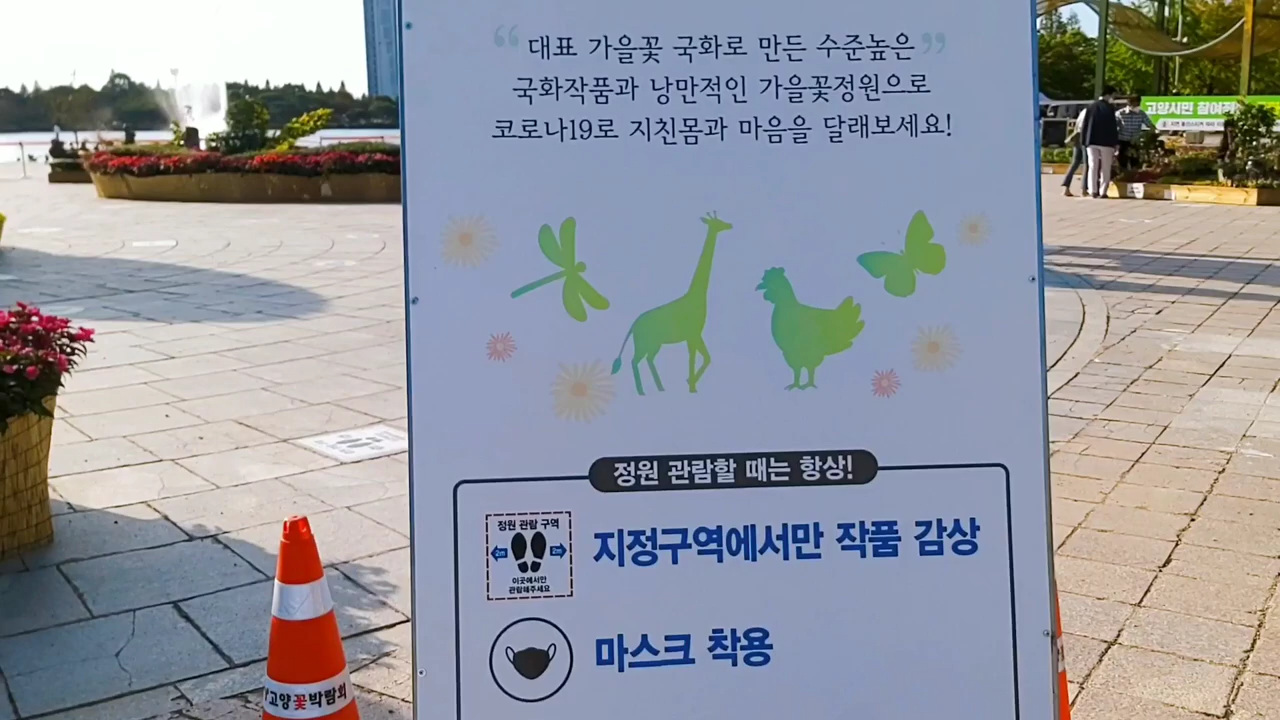 “ 대표 가을꽃 국화로 만든 수준높은 ”
국화작품과 낭만적인 가을꽃정원으로
코로나19로 지친몸과 마음을 달래보세요!
고양시민 참여정
정원 관람할 때는 항상!
정원 관람 구역
2m 2m
이곳에서만
관람해주세요
지정구역에서만 작품 감상
마스크 착용
고양꽃박람회